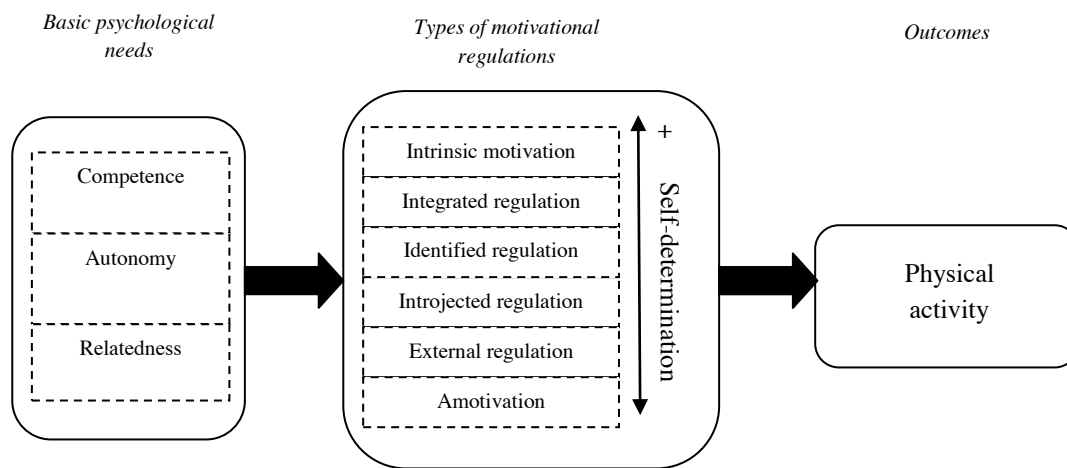 Basic psychological
needs
Types of motivational
regulations
Outcomes
Competence
Autonomy
Relatedness
Intrinsic motivation
Integrated regulation
Identified regulation
Introjected regulation
External regulation
Amotivation
+
Self-determination
Physical
activity